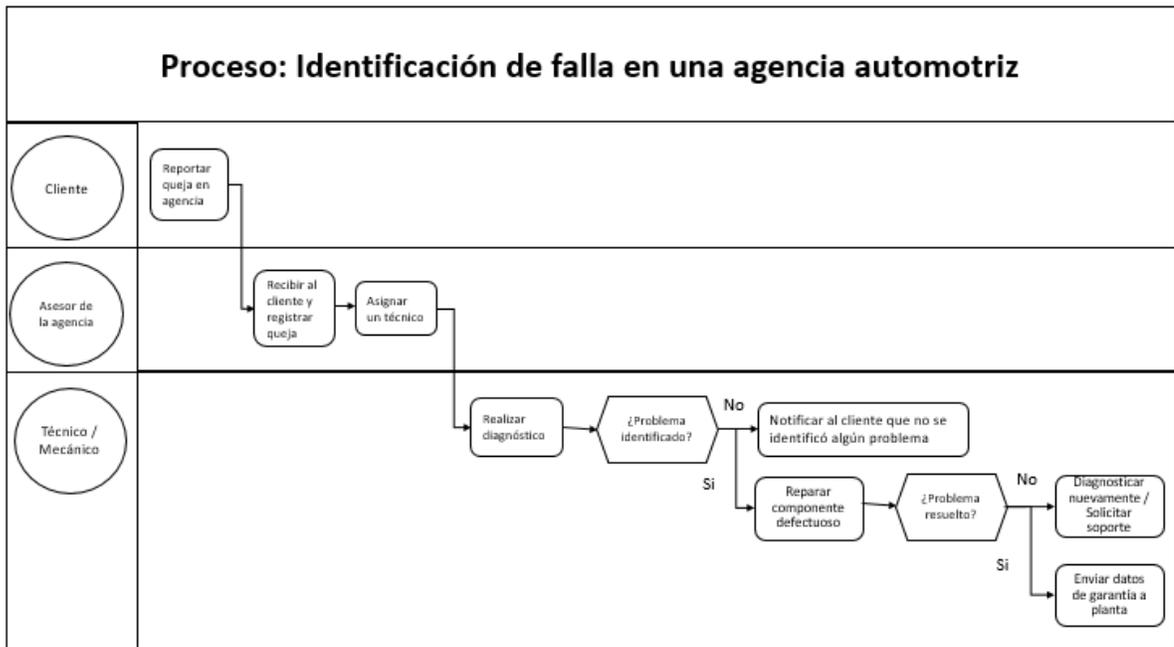 Proceso: Identificación de falla en una agencia automotriz
Cliente
Reportar
queja en
agencia
Asesor de
la agencia
Recibir al
cliente y
registrar
queja
Asignar
un técnico
Técnico /
Mecánico
Realizar
diagnóstico
¿Problema
identificado?
No
Notificar al cliente que no se
identificó algún problema
Si
Reparar
componente
defectuoso
¿Problema
resuelto?
No
Diagnosticar
nuevamente /
Solicitar
soporte
Si
Enviar datos
de garantía a
planta